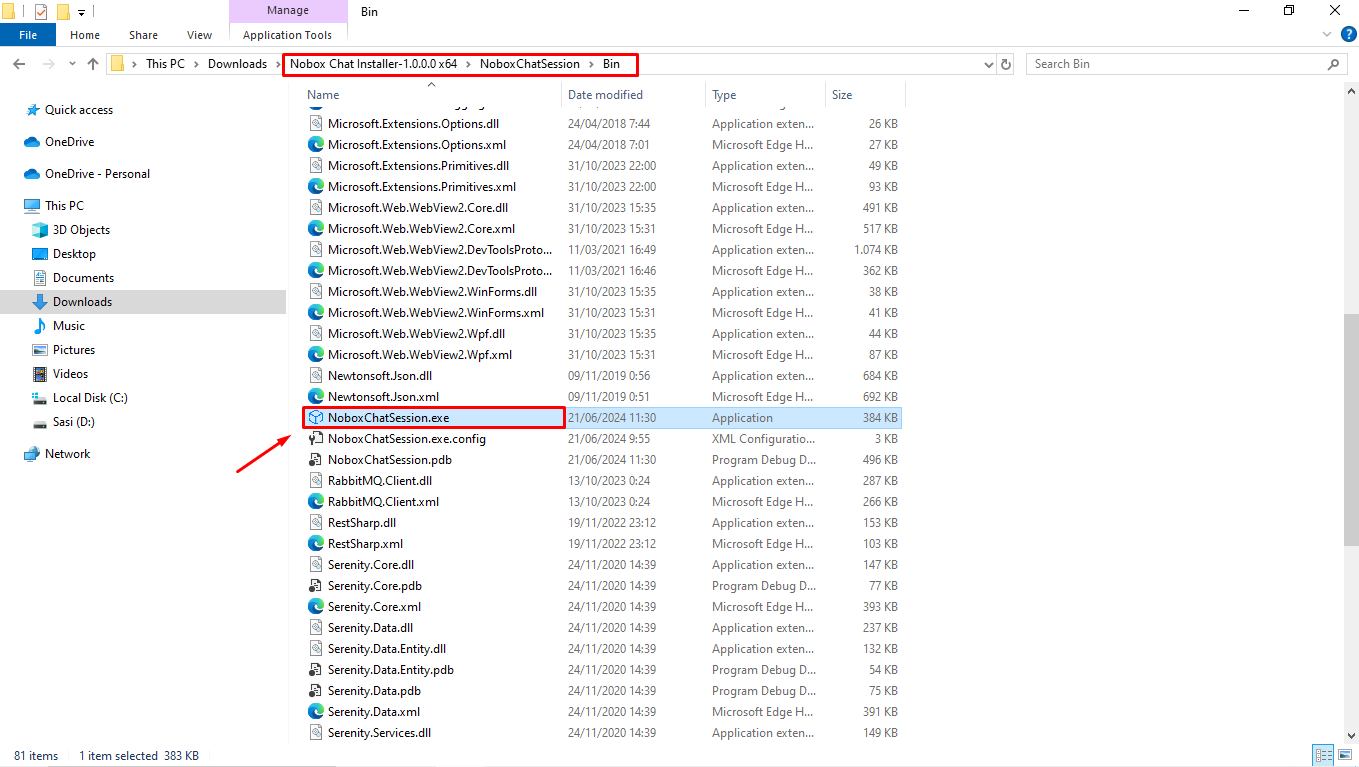 Manage
Bin
File
Home
Share
View
Application Tools
This PC
Downloads
Nobox Chat Installer-1.0.0.0 x64
NoboxChatSession
Bin
Search Bin
Quick access
OneDrive
OneDrive - Personal
This PC
3D Objects
Desktop
Documents
Downloads
Music
Pictures
Videos
Local Disk (C:)
Sasi (D:)
Network
Name Date modified Type Size
Microsoft.Extensions.Options.dll 24/04/2018 7:44 Application exten... 26 KB
Microsoft.Extensions.Options.xml 24/04/2018 7:01 Microsoft Edge H... 27 KB
Microsoft.Extensions.Primitives.dll 31/10/2023 22:00 Application exten... 49 KB
Microsoft.Extensions.Primitives.xml 31/10/2023 22:00 Microsoft Edge H... 93 KB
Microsoft.Web.WebView2.Core.dll 31/10/2023 15:35 Application exten... 491 KB
Microsoft.Web.WebView2.Core.xml 31/10/2023 15:31 Microsoft Edge H... 517 KB
Microsoft.Web.WebView2.DevToolsProto... 11/03/2021 16:49 Application exten... 1.074 KB
Microsoft.Web.WebView2.DevToolsProto... 11/03/2021 16:46 Microsoft Edge H... 362 KB
Microsoft.Web.WebView2.WinForms.dll 31/10/2023 15:35 Application exten... 38 KB
Microsoft.Web.WebView2.WinForms.xml 31/10/2023 15:31 Microsoft Edge H... 41 KB
Microsoft.Web.WebView2.Wpf.dll 31/10/2023 15:35 Application exten... 44 KB
Microsoft.Web.WebView2.Wpf.xml 31/10/2023 15:31 Microsoft Edge H... 87 KB
Newtonsoft.Json.dll 09/11/2019 0:56 Application exten... 684 KB
Newtonsoft.Json.xml 09/11/2019 0:51 Microsoft Edge H... 692 KB
NoboxChatSession.exe 21/06/2024 11:30 Application 384 KB
NoboxChatSession.exe.config 21/06/2024 9:55 XML Configuratio... 3 KB
NoboxChatSession.pdb 21/06/2024 11:30 Program Debug D... 496 KB
RabbitMQ.Client.dll 13/10/2023 0:24 Application exten... 287 KB
RabbitMQ.Client.xml 13/10/2023 0:24 Microsoft Edge H... 266 KB
RestSharp.dll 19/11/2022 23:12 Application exten... 153 KB
RestSharp.xml 19/11/2022 23:12 Microsoft Edge H... 103 KB
Serenity.Core.dll 24/11/2020 14:39 Application exten... 147 KB
Serenity.Core.pdb 24/11/2020 14:39 Program Debug D... 77 KB
Serenity.Core.xml 24/11/2020 14:39 Microsoft Edge H... 393 KB
Serenity.Data.dll 24/11/2020 14:39 Application exten... 237 KB
Serenity.Data.Entity.dll 24/11/2020 14:39 Application exten... 132 KB
Serenity.Data.Entity.pdb 24/11/2020 14:39 Program Debug D... 54 KB
Serenity.Data.pdb 24/11/2020 14:39 Program Debug D... 75 KB
Serenity.Data.xml 24/11/2020 14:39 Microsoft Edge H... 391 KB
Serenity.Services.dll 24/11/2020 14:39 Application exten... 149 KB
81 items 1 item selected 383 KB